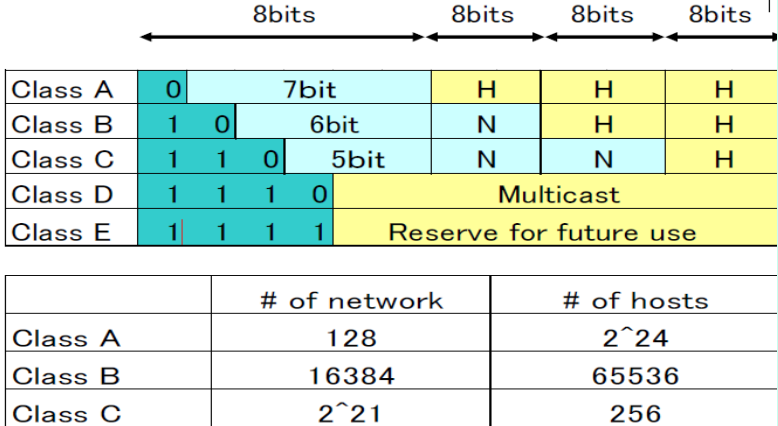 8bits 8bits 8bits 8bits
Class A 0 7bit H H H
Class B 1 0 6bit N H H
Class C 1 1 0 5bit N N H
Class D 1 1 1 0 Multicast
Class E 1 1 1 1 Reserve for future use
# of network # of hosts
Class A 128 2^24
Class B 16384 65536
Class C 2^21 256